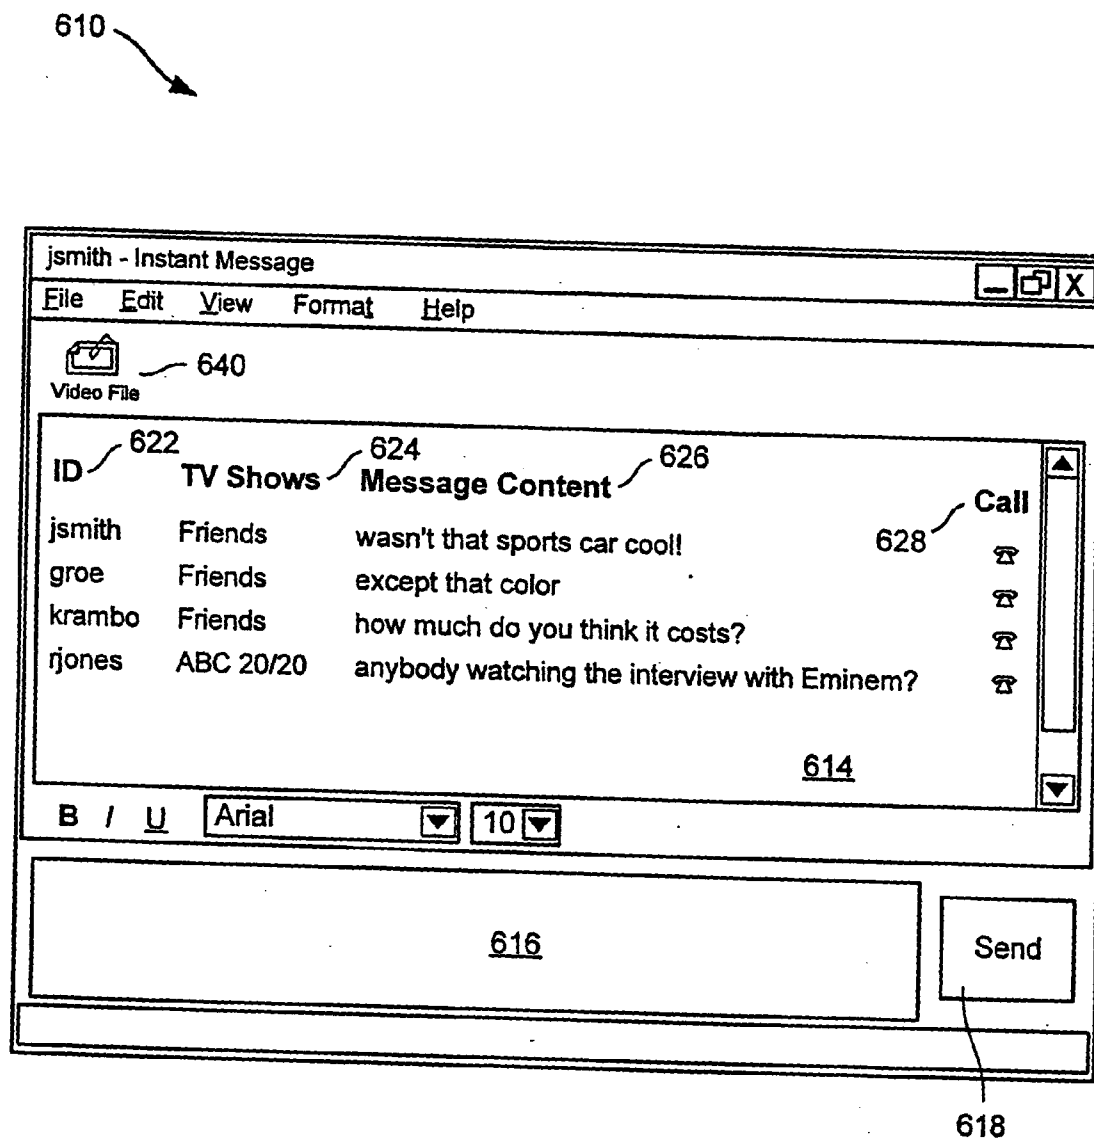 610
jsmith - Instant Message
X
File Edit View Format Help
640
Video File
622 624 626
ID TV Shows Message Content Call
628
jsmith Friends wasn't that sports car cool!
groe Friends except that color
krambo Friends how much do you think it costs?
rjones ABC 20/20 anybody watching the interview with Eminem?
614
B I U Arial 10
616
Send
618